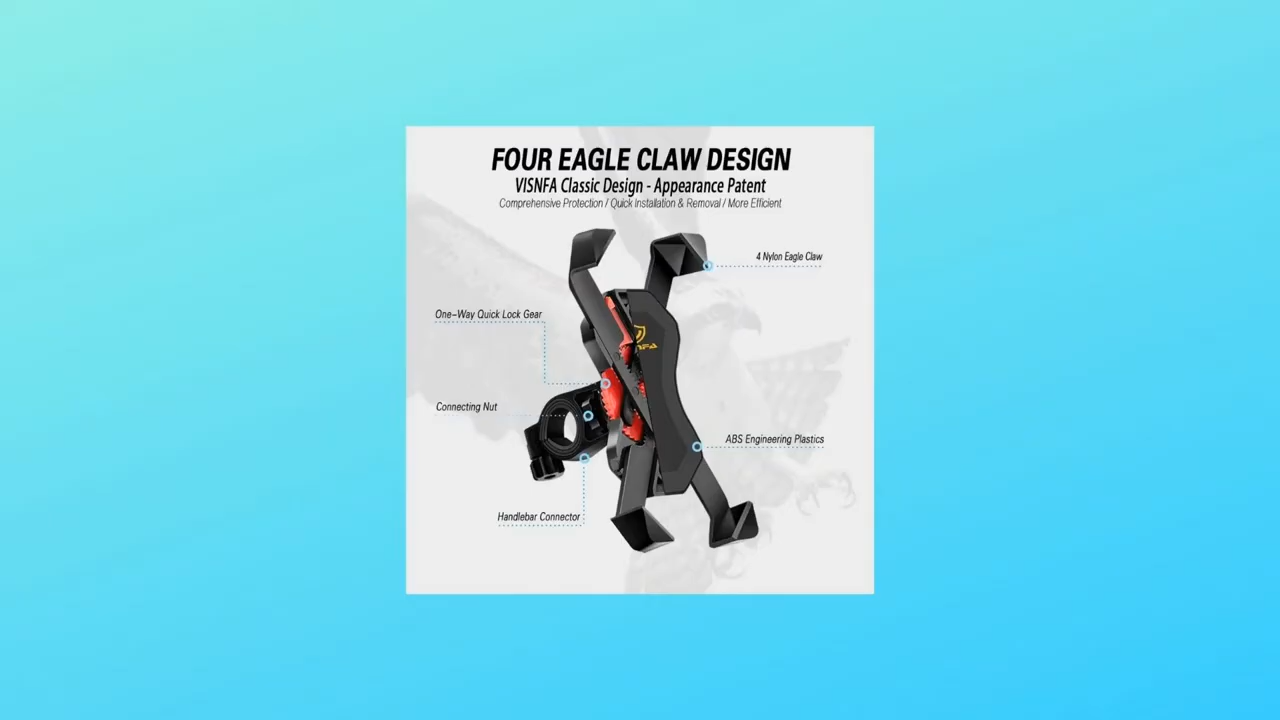 FOUR EAGLE CLAW DESIGN
VISNFA Classic Design - Appearance Patent
Comprehensive Protection / Quick Installation & Removal / More Efficient
4 Nylon Eagle Claw
One-Way Quick Lock Gear
Connecting Nut
ABS Engineering Plastics
Handlebar Connector